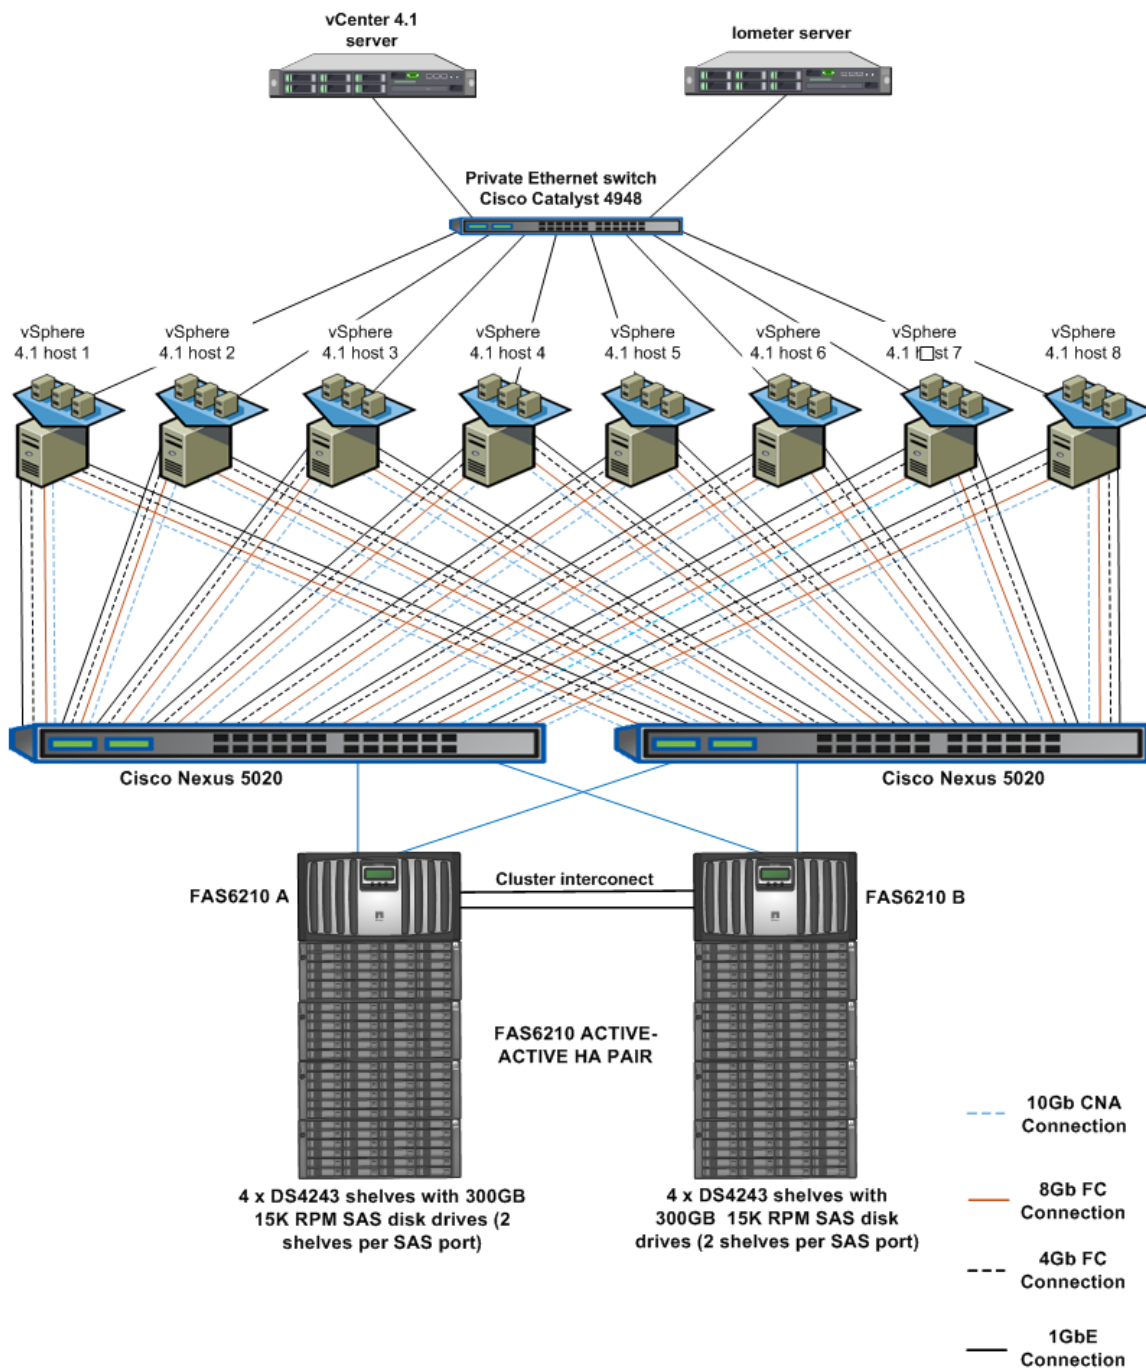 vCenter 4.1
server
Iometer server
Private Ethernet switch
Cisco Catalyst 4948
vSphere
4.1 host 1
vSphere
4.1 host 2
vSphere
4.1 host 3
vSphere
4.1 host 4
vSphere
4.1 host 5
vSphere
4.1 host 6
vSphere
4.1 host 7
vSphere
4.1 host 8
Cisco Nexus 5020
Cisco Nexus 5020
FAS6210 A
Cluster interconect
FAS6210 B
FAS6210 ACTIVE-
ACTIVE HA PAIR
4 x DS4243 shelves with 300GB
15K RPM SAS disk drives (2
shelves per SAS port)
4 x DS4243 shelves with
300GB 15K RPM SAS disk
drives (2 shelves per SAS port)
10Gb CNA
Connection
8Gb FC
Connection
4Gb FC
Connection
1GbE
Connection